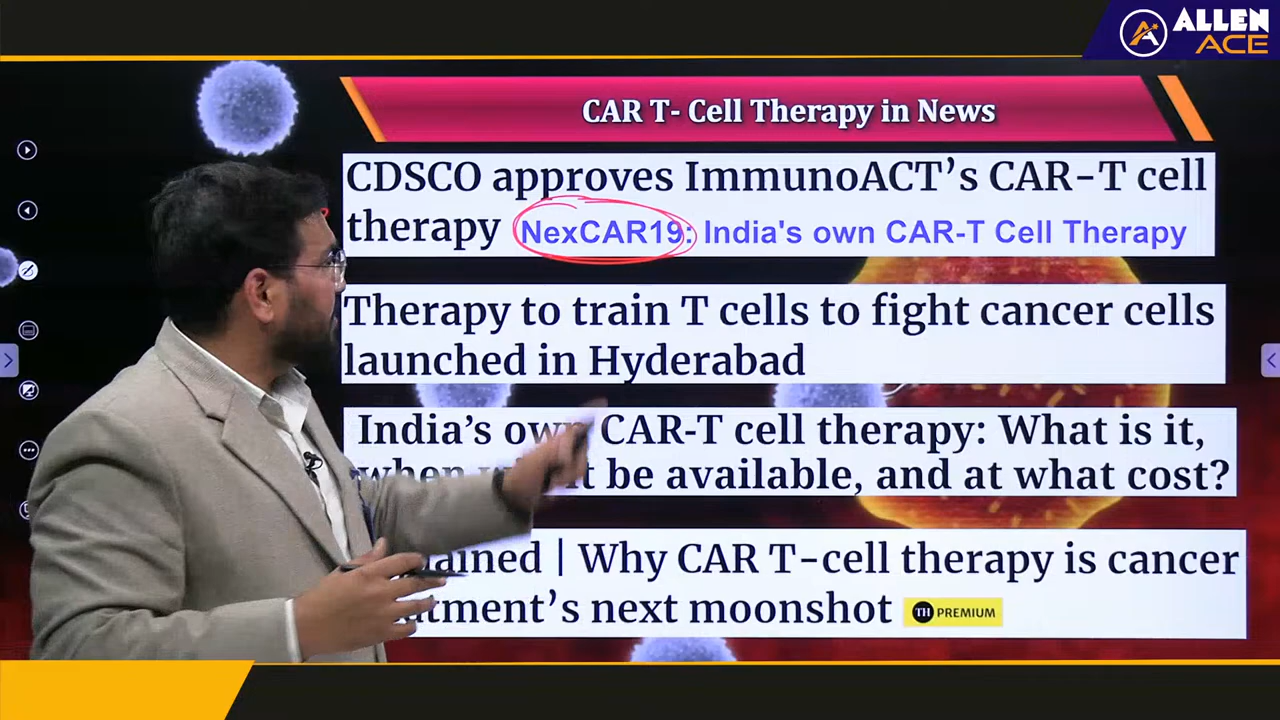 ALLEN
ACE
CAR T- Cell Therapy in News
CDSCO approves ImmunoACT's CAR-T cell
therapy NexCAR19: India's own CAR-T Cell Therapy
Therapy to train T cells to fight cancer cells
launched in Hyderabad
India's own CAR-T cell therapy: What is it,
be available, and at what cost?
| Why CAR T-cell therapy is cancer
next moonshot TH PREMIUM